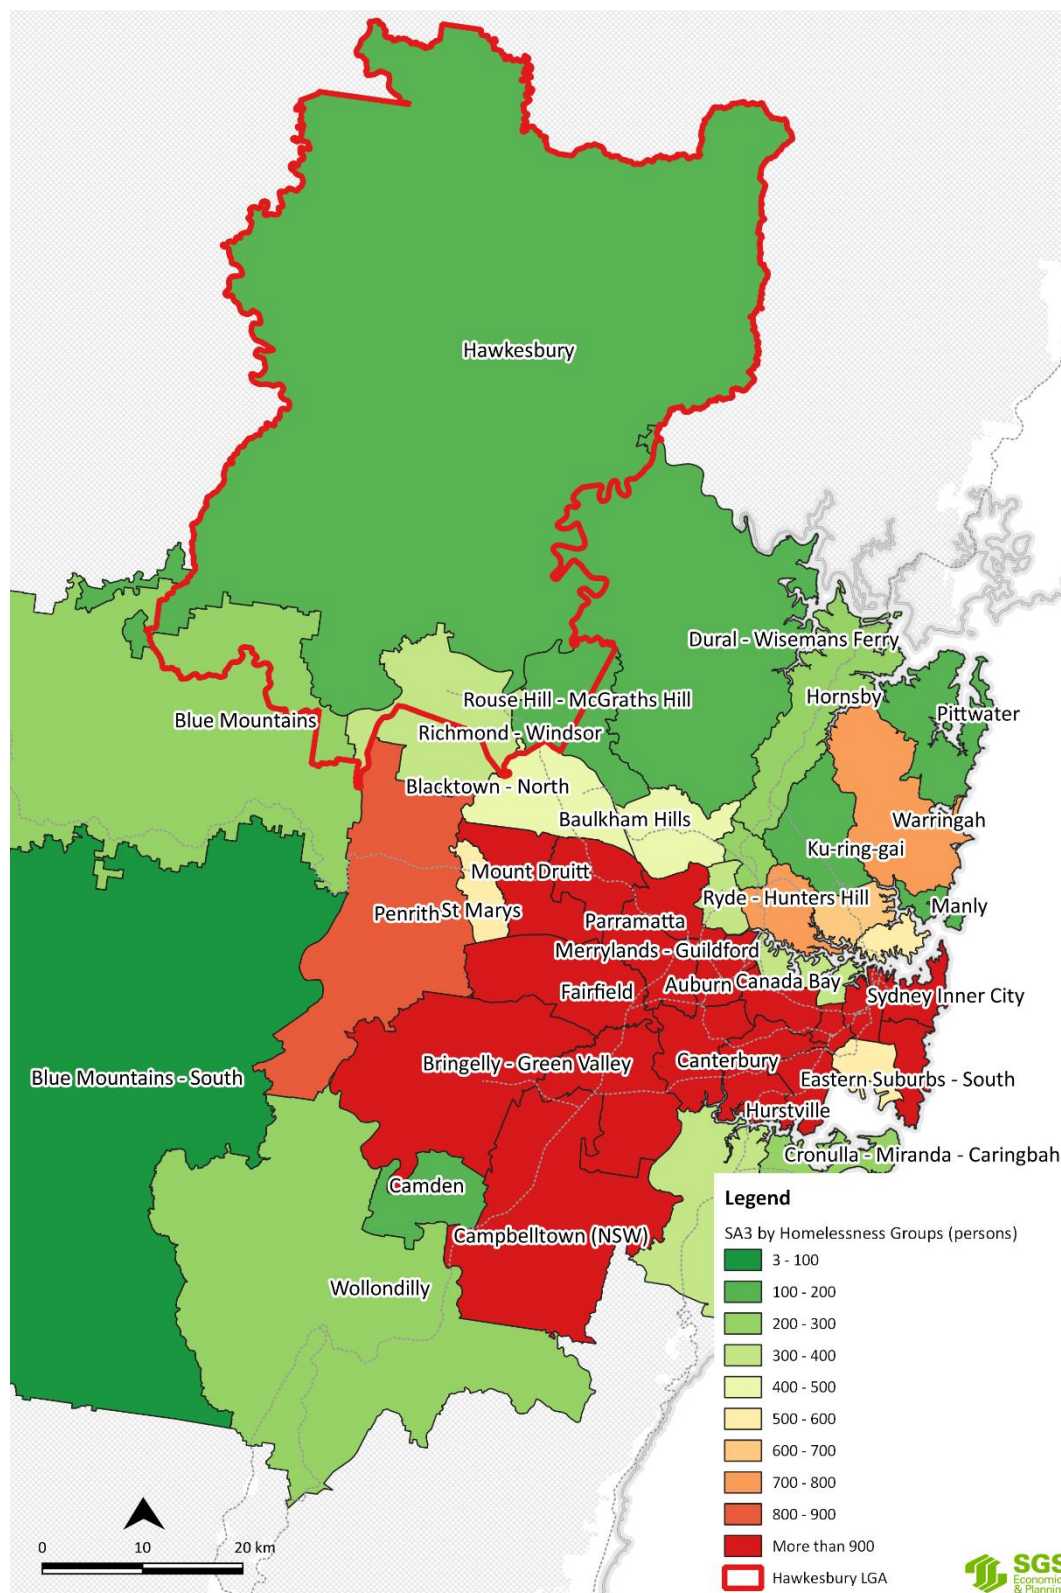 Hawkesbury
Dural - Wisemans Ferry
Rouse Hill - McGraths Hill
Hornsby
Pittwater
Blue Mountains
Richmond - Windsor
Blacktown - North
Baulkham Hills
Warringah
Ku-ring-gai
Mount Druitt
Ryde - Hunters Hill
Manly
Penrith
St Marys
Parramatta
Merrylands - Guildford
Fairfield
Auburn
Canada Bay
Sydney Inner City
Blue Mountains - South
Bringelly - Green Valley
Canterbury
Eastern Suburbs - South
Hurstville
Cronulla - Miranda - Caringbah
Camden
Campbelltown (NSW)
Wollondilly
Legend
SA3 by Homelessness Groups (persons)
3 - 100
100 - 200
200 - 300
300 - 400
400 - 500
500 - 600
600 - 700
700 - 800
800 - 900
More than 900
Hawkesbury LGA
0 10 20 km
SGS
Economics
& Planning